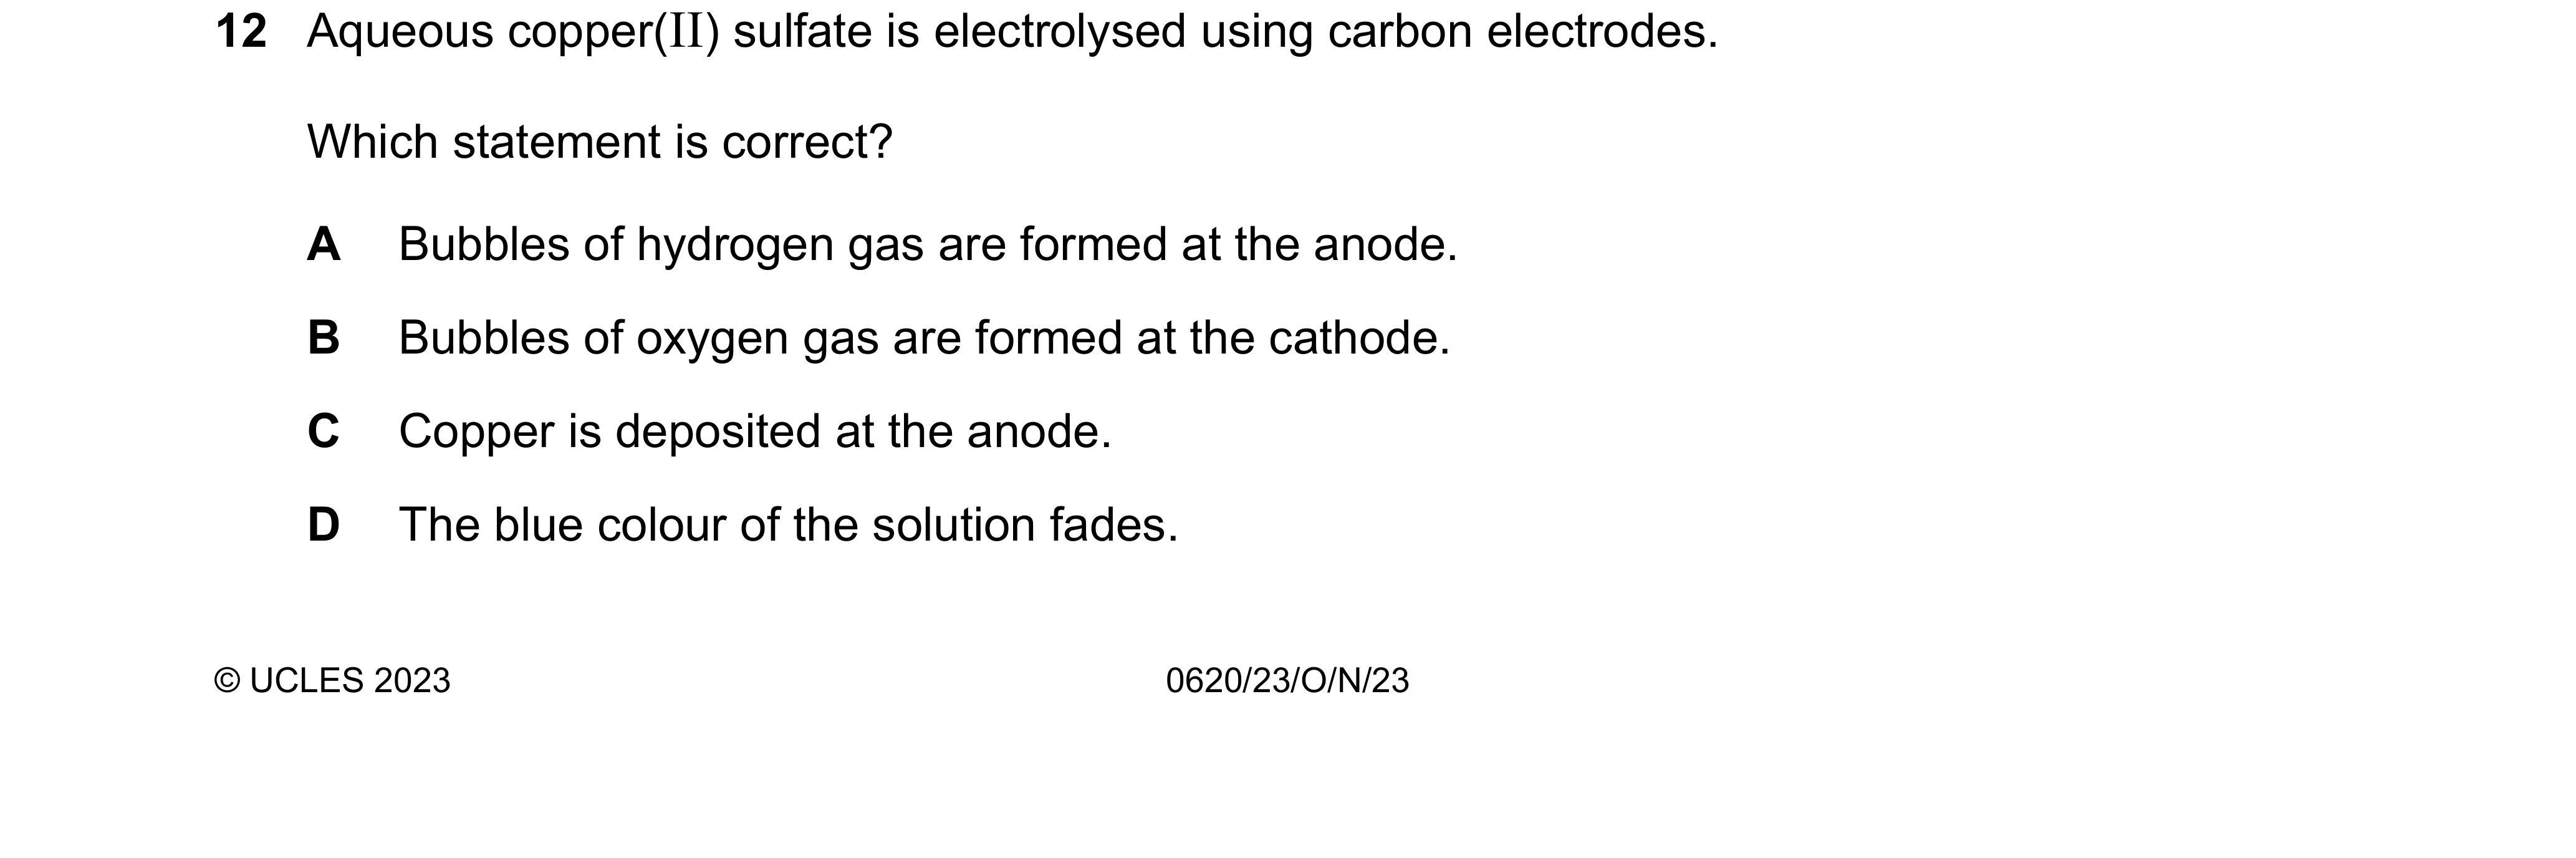 12 Aqueous copper(II) sulfate is electrolysed using carbon electrodes.
Which statement is correct?
A Bubbles of hydrogen gas are formed at the anode.
B Bubbles of oxygen gas are formed at the cathode.
C Copper is deposited at the anode.
D The blue colour of the solution fades.
© UCLES 2023 0620/23/O/N/23